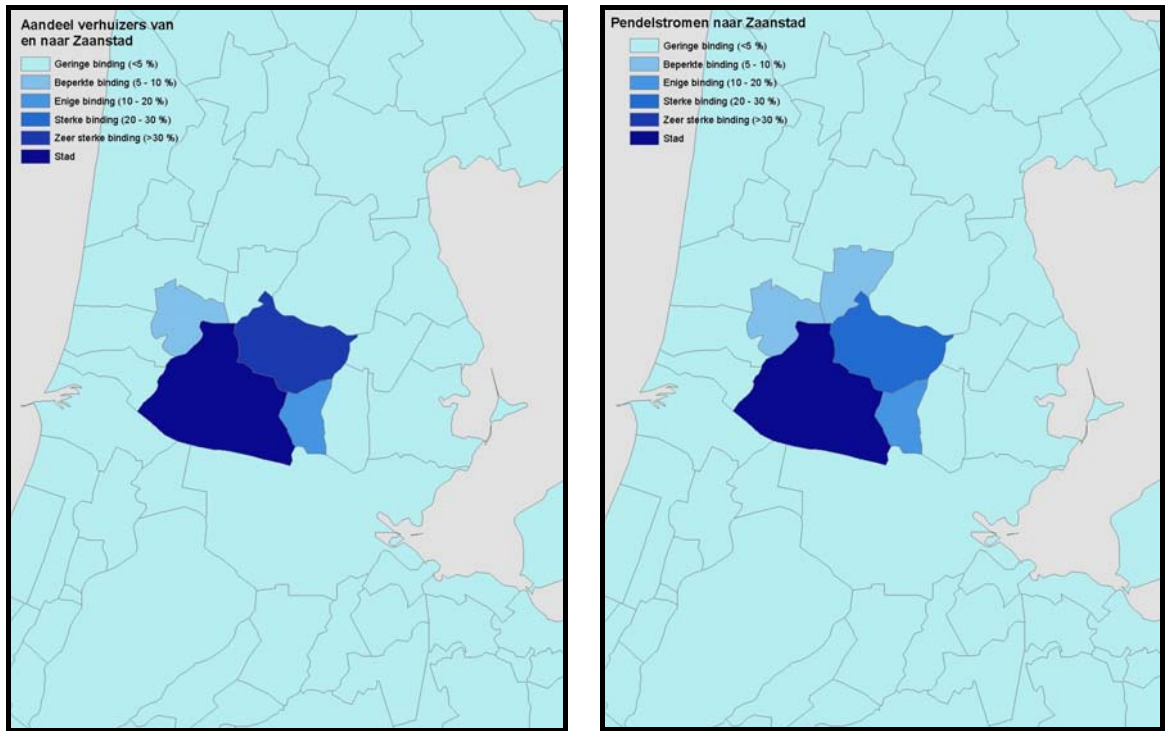 Aandeel verhuizers van
en naar Zaanstad
Geringe binding (<5 %)
Beperkte binding (5 - 10 %)
Enige binding (10 - 20 %)
Sterke binding (20 - 30 %)
Zeer sterke binding (>30 %)
Stad
Pendelstromen naar Zaanstad
Geringe binding (<5 %)
Beperkte binding (5 - 10 %)
Enige binding (10 - 20 %)
Sterke binding (20 - 30 %)
Zeer sterke binding (>30 %)
Stad